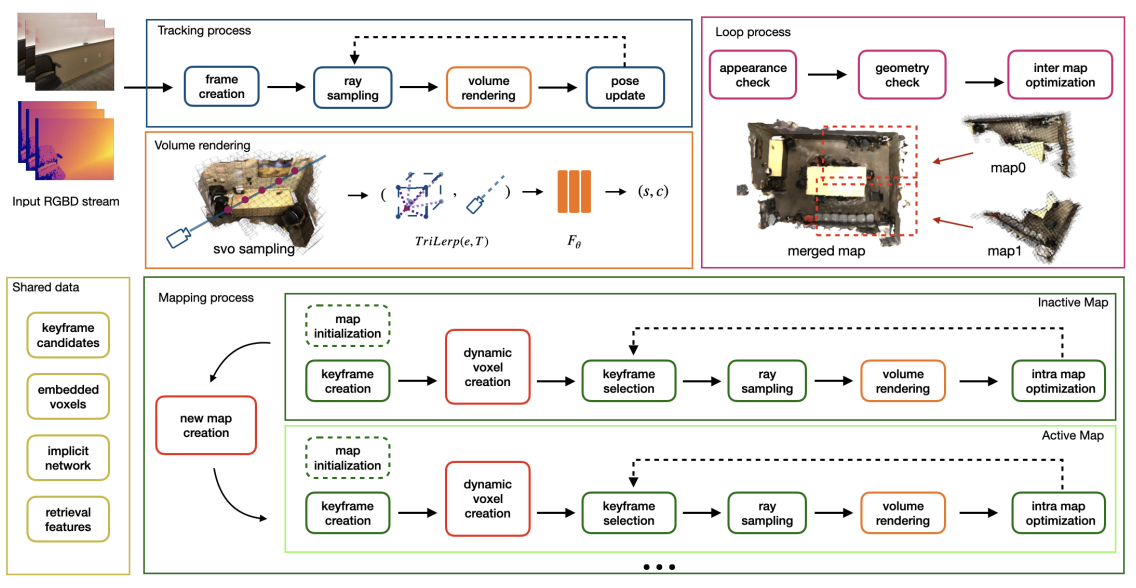 Input RGBD stream
Tracking process
frame
creation
ray
sampling
volume
rendering
pose
update
Volume rendering
svo sampling
(
,
)
TriLerp(e, T)
F_θ
(s, c)
Loop process
appearance
check
geometry
check
inter map
optimization
merged map
map0
map1
Shared data
keyframe
candidates
embedded
voxels
implicit
network
retrieval
features
Mapping process
new map
creation
Inactive Map
map
initialization
keyframe
creation
dynamic
voxel
creation
keyframe
selection
ray
sampling
volume
rendering
intra map
optimization
Active Map
map
initialization
keyframe
creation
dynamic
voxel
creation
keyframe
selection
ray
sampling
volume
rendering
intra map
optimization
• • •